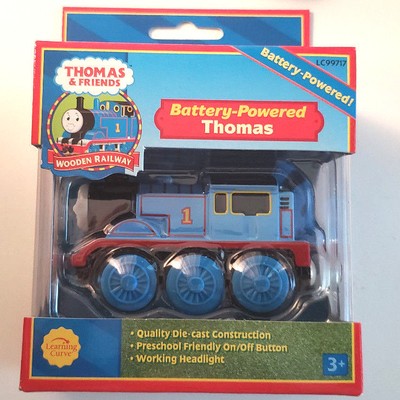 LC99717
Battery-Powered!
THOMAS
& FRIENDS
1
WOODEN RAILWAY
Battery-Powered
Thomas
1
Learning
Curve
• Quality Die-cast Construction
• Preschool Friendly On/Off Button
• Working Headlight
3+